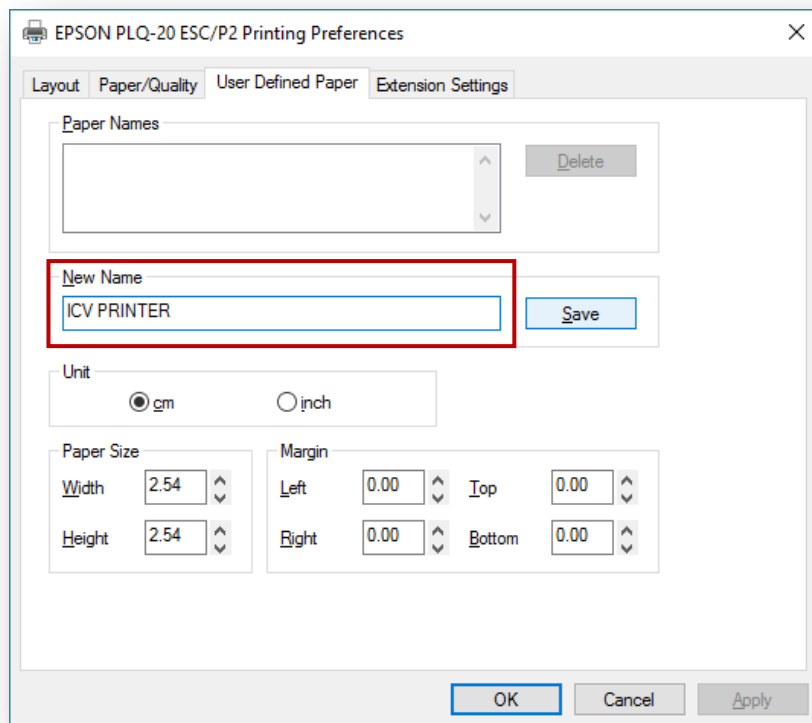 EPSON PLQ-20 ESC/P2 Printing Preferences
Layout Paper/Quality User Defined Paper Extension Settings
Paper Names
Delete
New Name
ICV PRINTER
Save
Unit
cm inch
Paper Size Margin
Width 2.54 Left 0.00 Top 0.00
Height 2.54 Right 0.00 Bottom 0.00
OK Cancel Apply